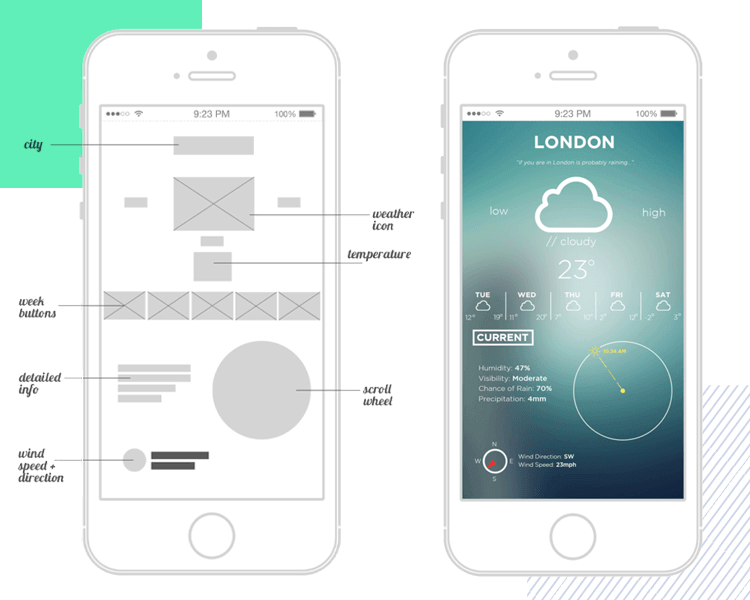 9:23 PM
100%
city
weather
icon
temperature
week
buttons
detailed
info
scroll
wheel
wind
speed +
direction
9:23 PM
100%
LONDON
"if you are in London is probably raining..."
low
high
// cloudy
23°
TUE WED THU FRI SAT
12° 19° 11° 20° 7° 10° 2° 12° 2° 3°
CURRENT
10.34 AM
Humidity: 47%
Visibility: Moderate
Chance of Rain: 70%
Precipitation: 4mm
N
W E
S
Wind Direction: SW
Wind Speed: 23mph